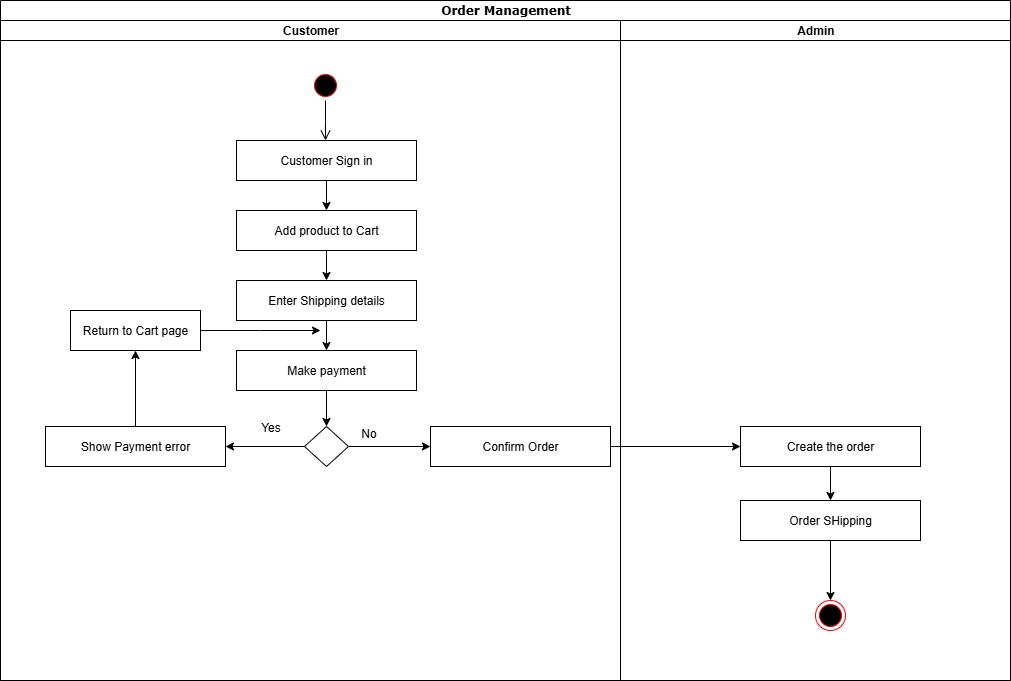 Order Management
Customer
Admin
Customer Sign in
Add product to Cart
Enter Shipping details
Return to Cart page
Make payment
Yes
No
Show Payment error
Confirm Order
Create the order
Order SHipping